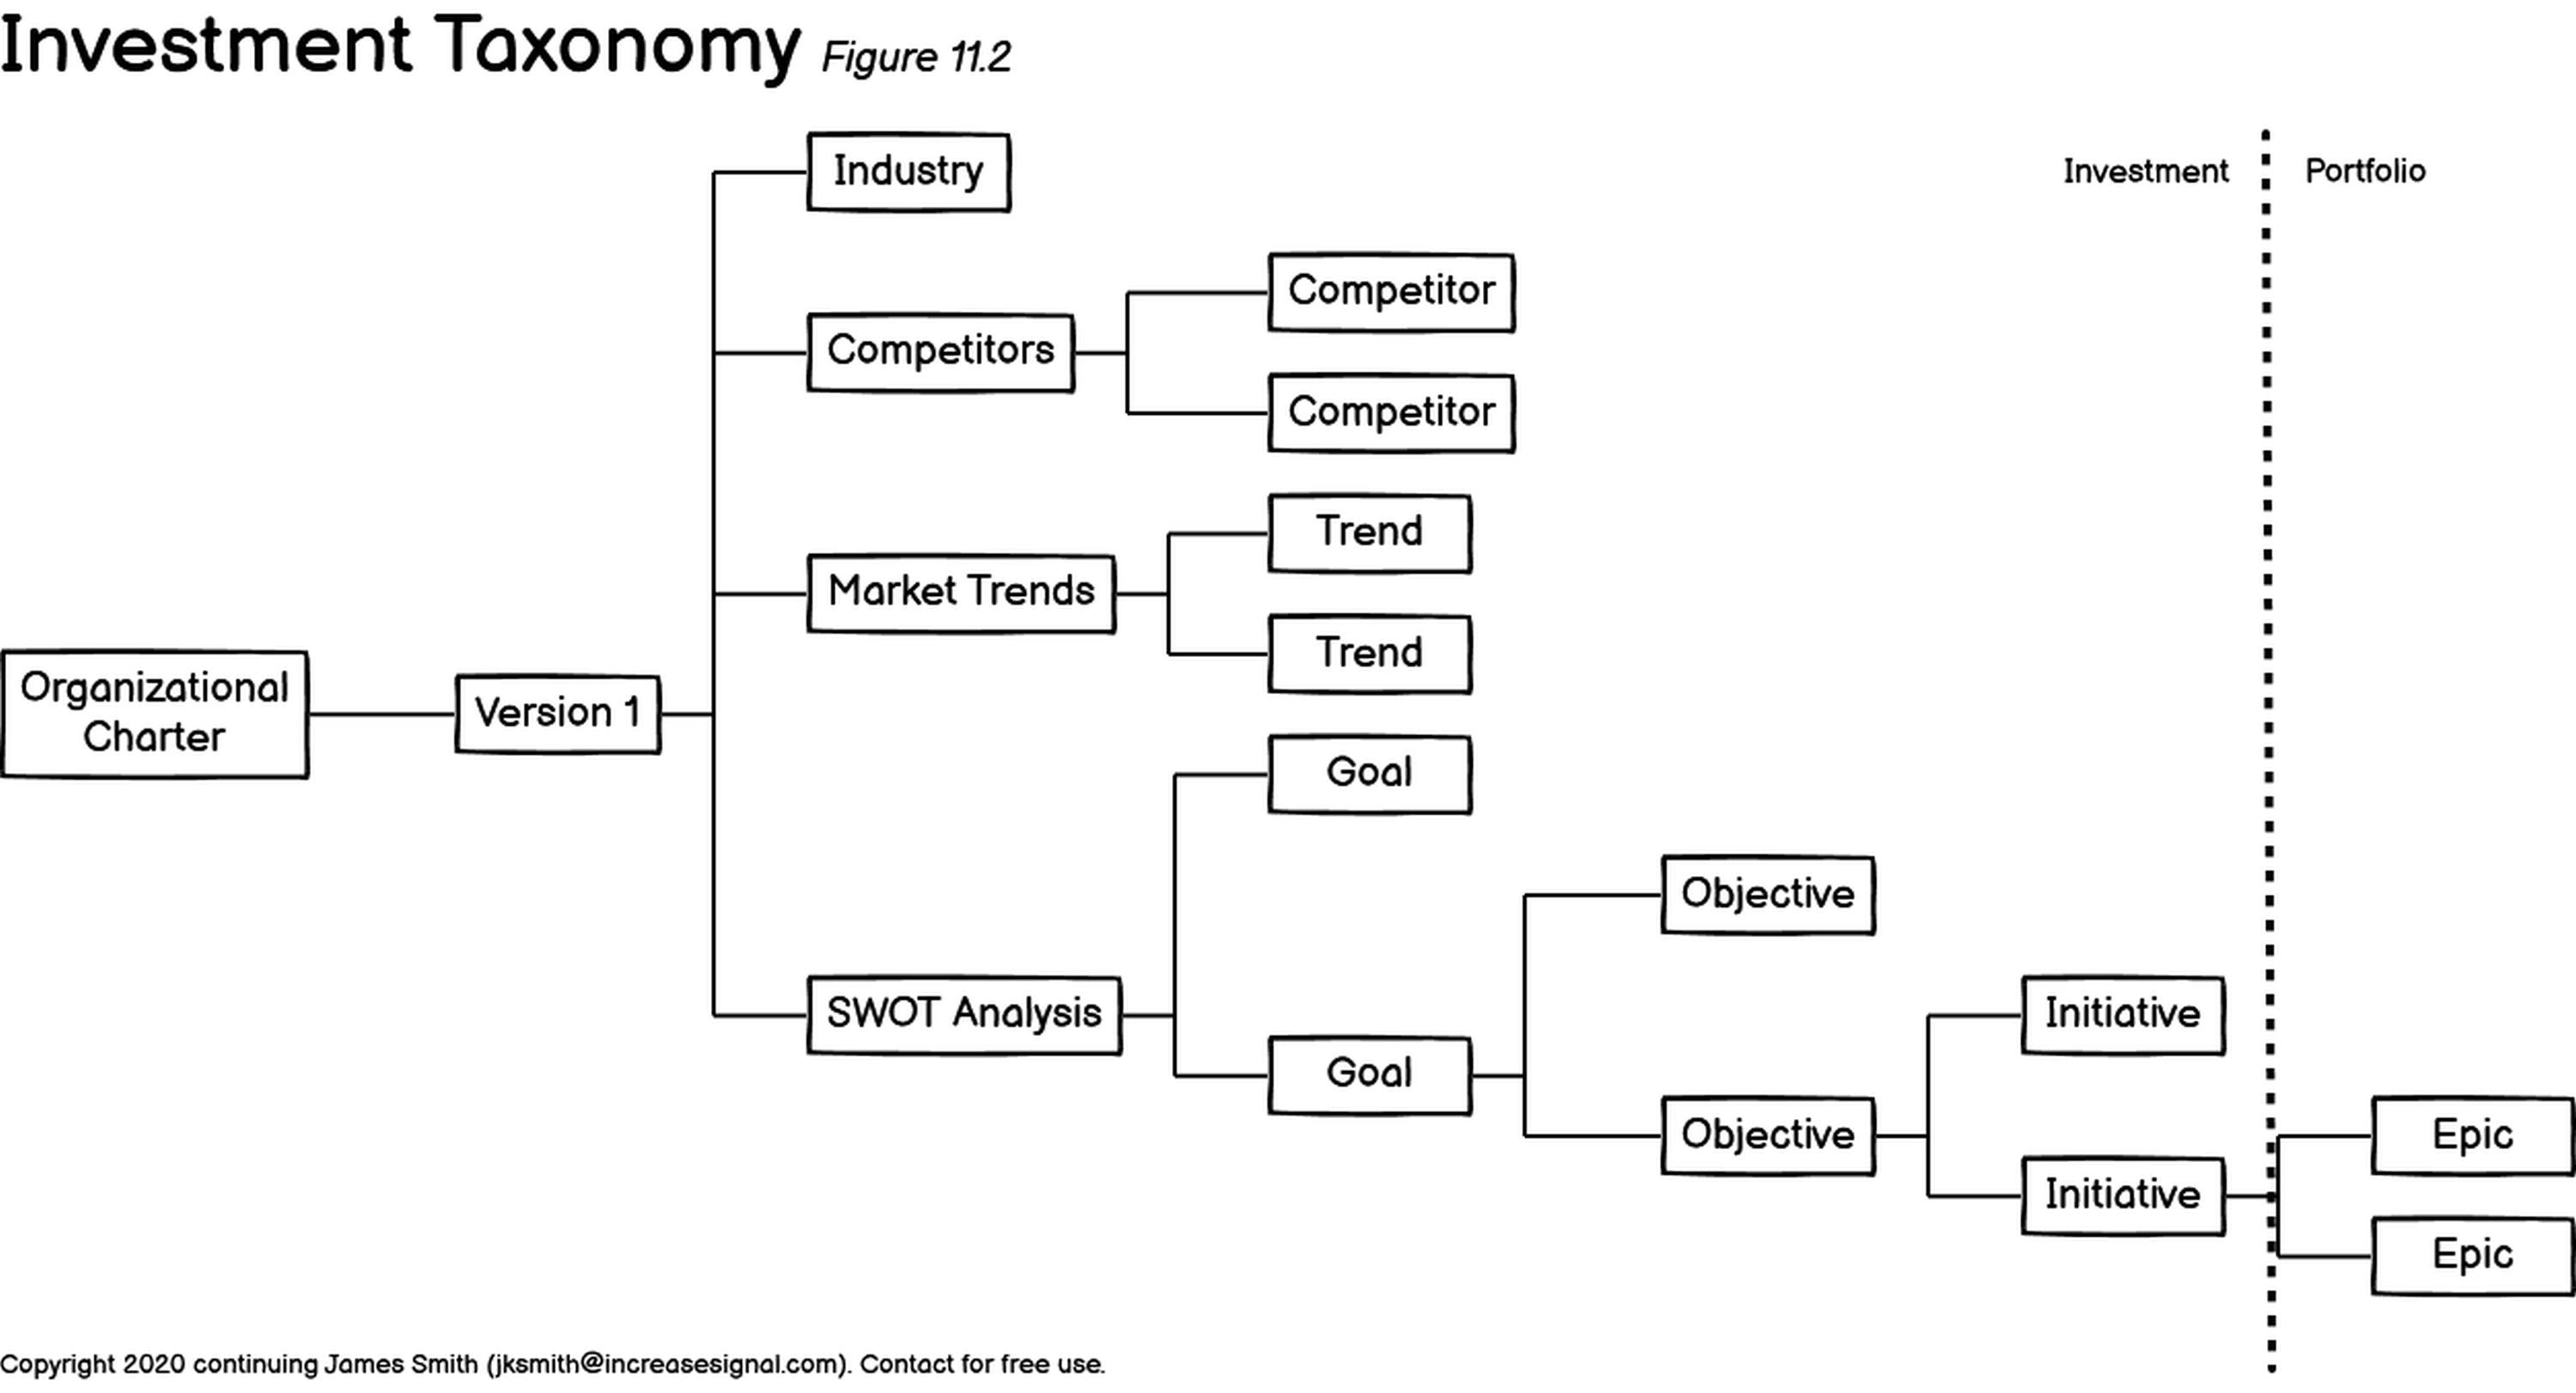 Investment Taxonomy Figure 11.2
Industry
Investment
Portfolio
Competitor
Competitors
Competitor
Trend
Market Trends
Trend
Organizational
Charter
Version 1
Goal
Objective
SWOT Analysis
Initiative
Goal
Objective
Epic
Initiative
Epic
Copyright 2020 continuing James Smith (jksmith@increasesignal.com). Contact for free use.